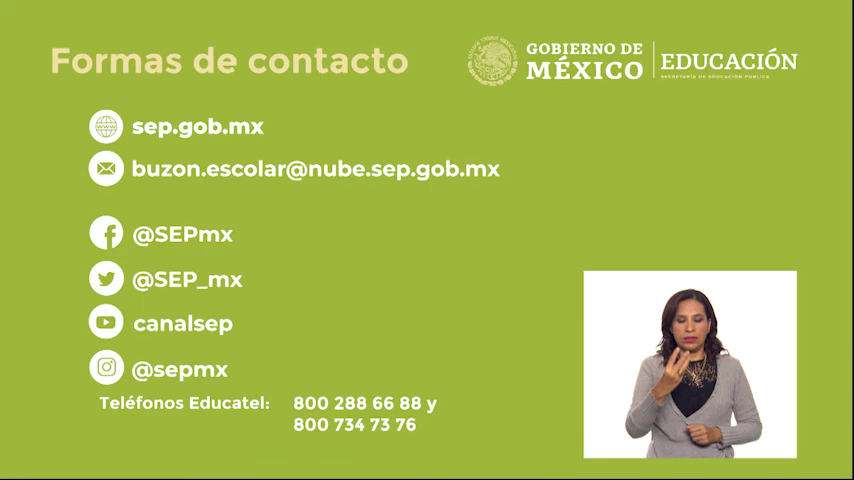 Formas de contacto
GOBIERNO DE
MÉXICO
EDUCACIÓN
SECRETARÍA DE EDUCACIÓN PÚBLICA
sep.gob.mx
buzon.escolar@nube.sep.gob.mx
@SEPmx
@SEP_mx
canalsep
@sepmx
Teléfonos Educatel: 800 288 66 88 y
800 734 73 76